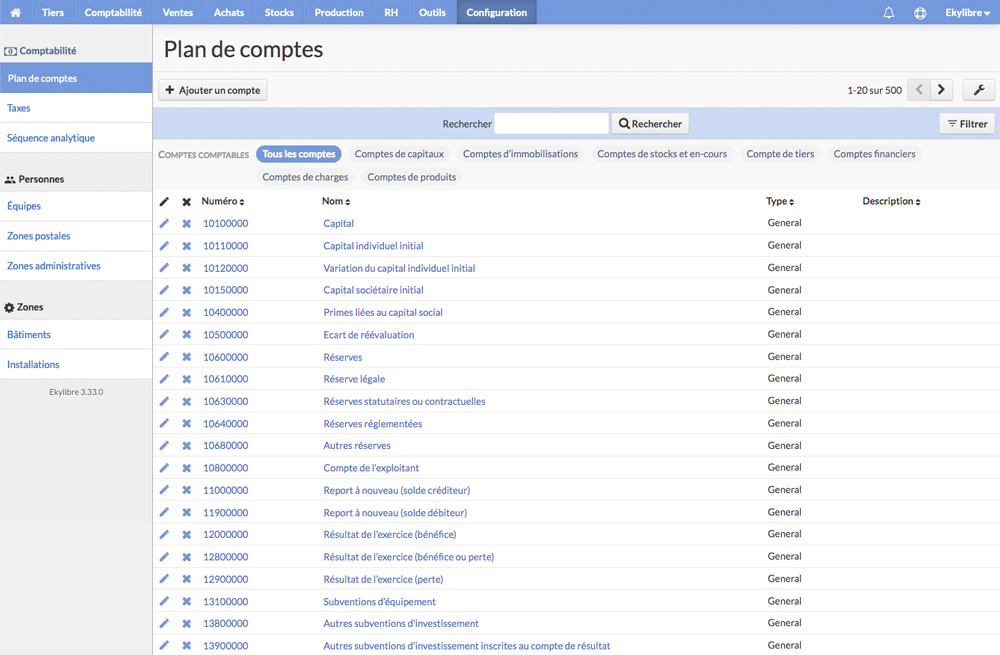 Tiers Comptabilité Ventes Achats Stocks Production RH Outils Configuration Ekylibre
Comptabilité
Plan de comptes
Taxes
Séquence analytique
Personnes
Équipes
Zones postales
Zones administratives
Zones
Bâtiments
Installations
Ekylibre 3.33.0
Plan de comptes
Ajouter un compte 1-20 sur 500
Rechercher Rechercher Filtrer
COMPTES COMPTABLES Tous les comptes Comptes de capitaux Comptes d'immobilisations Comptes de stocks et en-cours Compte de tiers Comptes financiers
Comptes de charges Comptes de produits
Numéro Nom Type Description
10100000 Capital General
10110000 Capital individuel initial General
10120000 Variation du capital individuel initial General
10150000 Capital sociétaire initial General
10400000 Primes liées au capital social General
10500000 Ecart de réévaluation General
10600000 Réserves General
10610000 Réserve légale General
10630000 Réserves statutaires ou contractuelles General
10640000 Réserves réglementées General
10680000 Autres réserves General
10800000 Compte de l'exploitant General
11000000 Report à nouveau (solde créditeur) General
11900000 Report à nouveau (solde débiteur) General
12000000 Résultat de l'exercice (bénéfice) General
12800000 Résultat de l'exercice (bénéfice ou perte) General
12900000 Résultat de l'exercice (perte) General
13100000 Subventions d'équipement General
13800000 Autres subventions d'investissement General
13900000 Autres subventions d'investissement inscrites au compte de résultat General